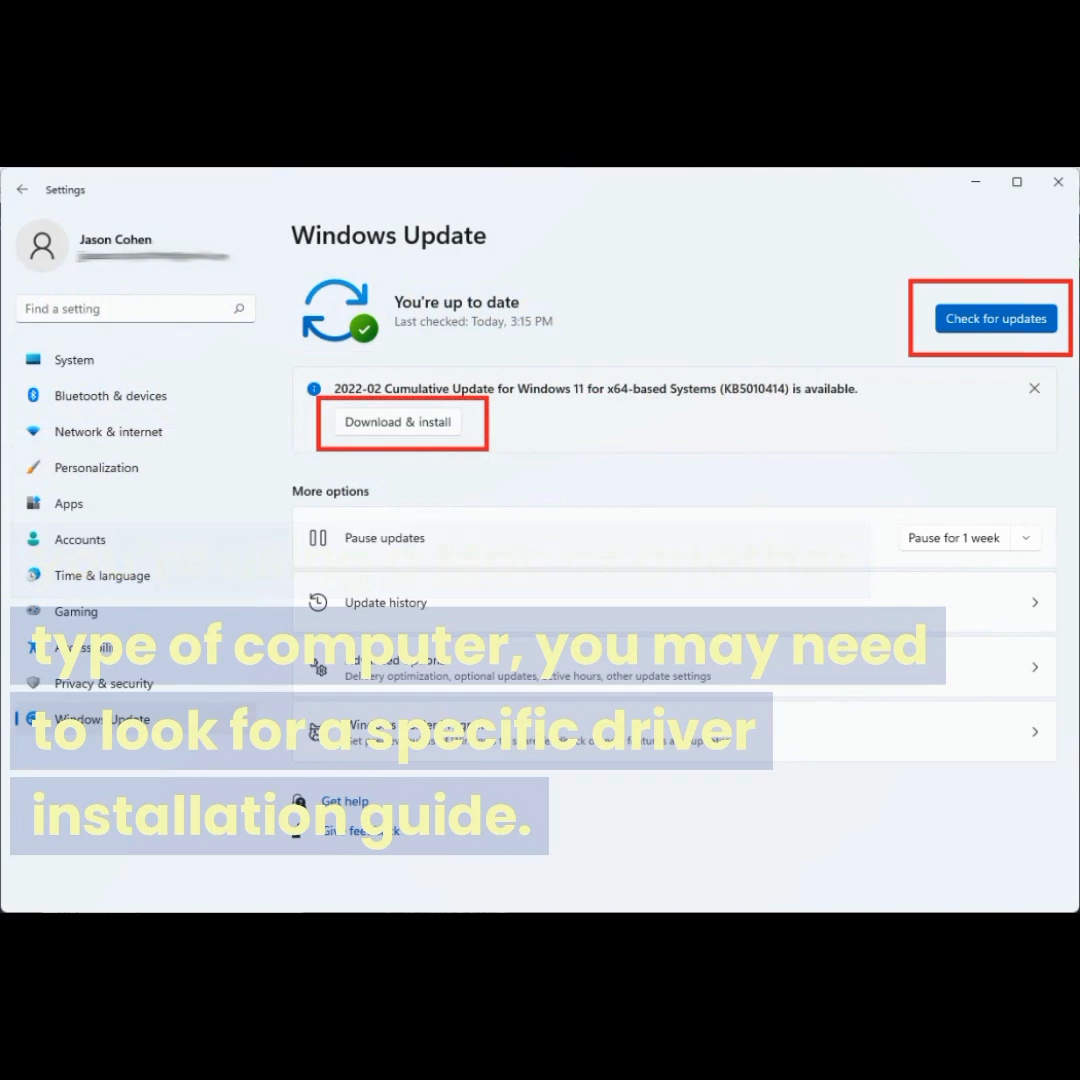 Settings
Jason Cohen
Find a setting
System
Bluetooth & devices
Network & internet
Personalization
Apps
Accounts
Time & language
Gaming
Privacy & security
Windows Update
Windows Update
You're up to date
Last checked: Today, 3:15 PM
Check for updates
2022-02 Cumulative Update for Windows 11 for x64-based Systems (KB5010414) is available.
Download & install
More options
Pause updates
Pause for 1 week
Update history
Delivery optimization, optional updates, active hours, other update settings
Get help
type of computer, you may need
to look for a specific driver
installation guide.